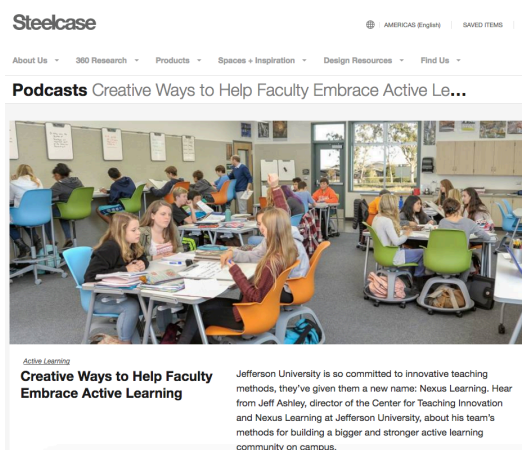 Steelcase
AMERICAS (English) SAVED ITEMS
About Us 360 Research Products Spaces + Inspiration Design Resources Find Us
Podcasts Creative Ways to Help Faculty Embrace Active Le...
Active Learning
Creative Ways to Help Faculty
Embrace Active Learning
Jefferson University is so committed to innovative teaching
methods, they've given them a new name: Nexus Learning. Hear
from Jeff Ashley, director of the Center for Teaching Innovation
and Nexus Learning at Jefferson University, about his team's
methods for building a bigger and stronger active learning
community on campus.